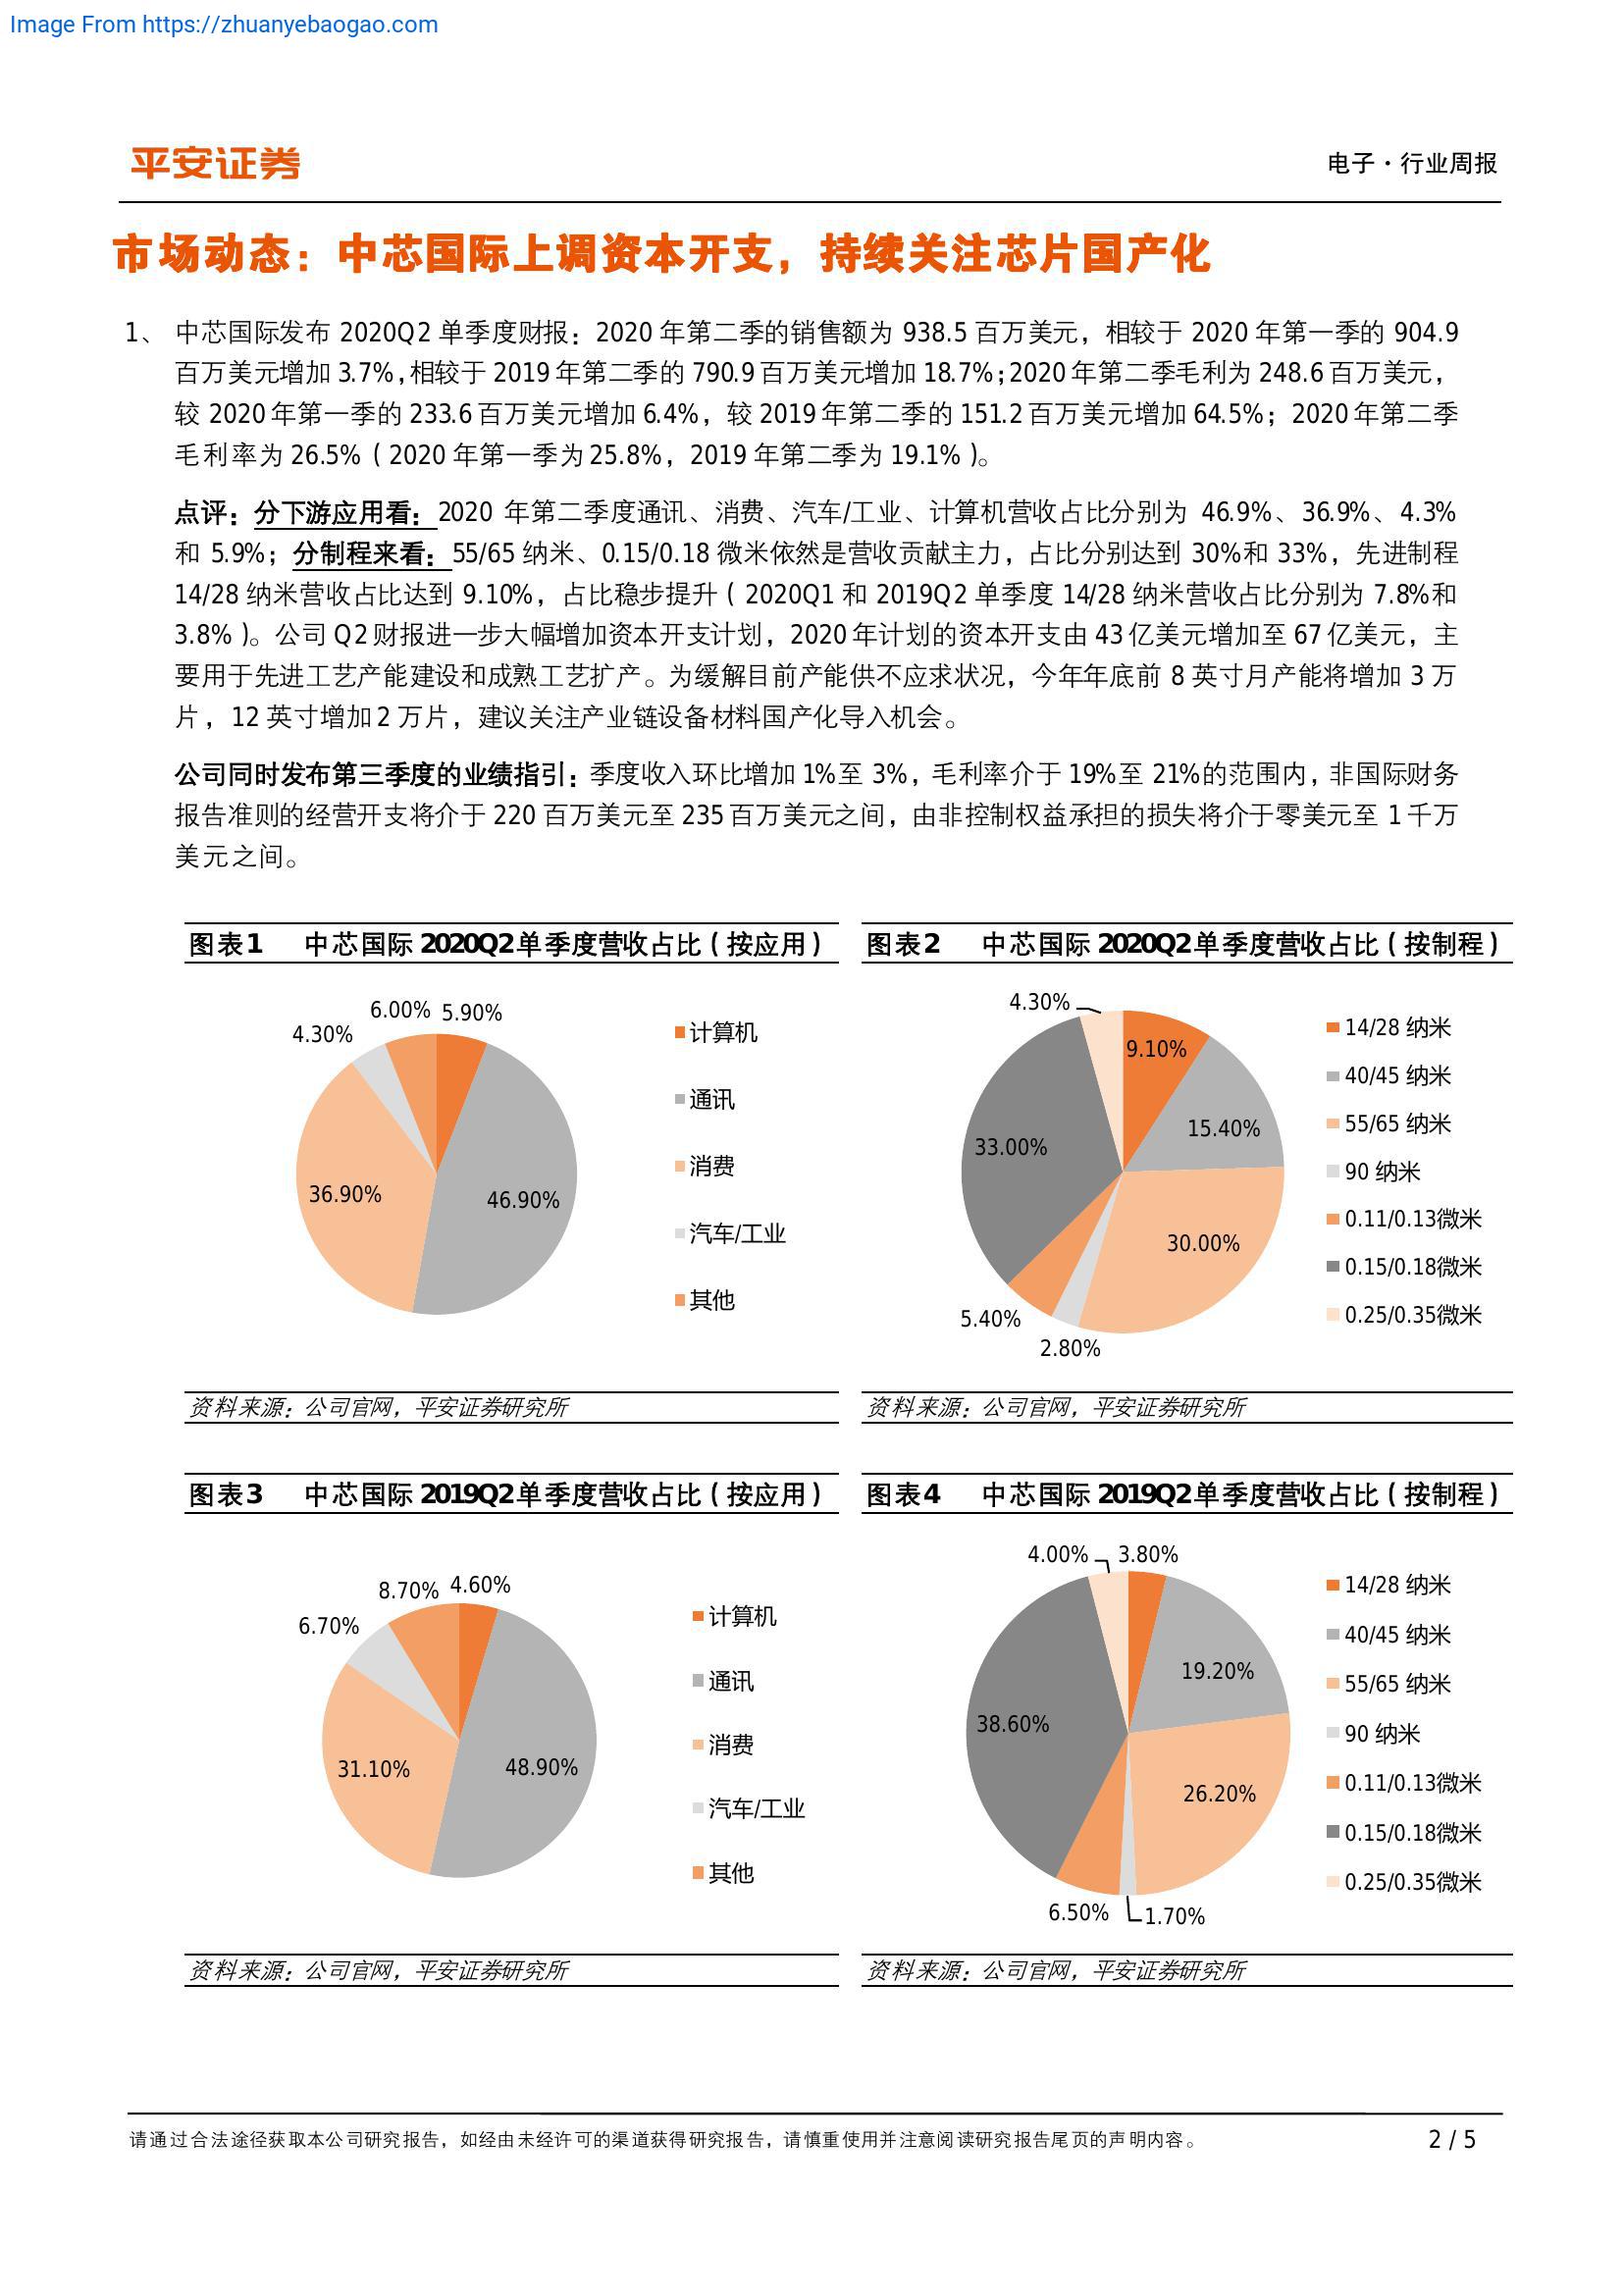 Image From https://zhuanyebaogao.com
平安证券
电子·行业周报
市场动态：中芯国际上调资本开支，持续关注芯片国产化
1、 中芯国际发布 2020Q2 单季度财报：2020 年第二季的销售额为 938.5 百万美元，相较于 2020 年第一季的 904.9
百万美元增加 3.7%，相较于 2019 年第二季的 790.9 百万美元增加 18.7%；2020 年第二季毛利为 248.6 百万美元，
较 2020 年第一季的 233.6 百万美元增加 6.4%，较 2019 年第二季的 151.2 百万美元增加 64.5%；2020 年第二季
毛利率为 26.5%（2020 年第一季为 25.8%，2019 年第二季为 19.1%）。
点评：分下游应用看：2020 年第二季度通讯、消费、汽车/工业、计算机营收占比分别为 46.9%、36.9%、4.3%
和 5.9%；分制程来看：55/65 纳米、0.15/0.18 微米依然是营收贡献主力，占比分别达到 30%和 33%，先进制程
14/28 纳米营收占比达到 9.10%，占比稳步提升（2020Q1 和 2019Q2 单季度 14/28 纳米营收占比分别为 7.8%和
3.8%）。公司 Q2 财报进一步大幅增加资本开支计划，2020 年计划的资本开支由 43 亿美元增加至 67 亿美元，主
要用于先进工艺产能建设和成熟工艺扩产。为缓解目前产能供不应求状况，今年年底前 8 英寸月产能将增加 3 万
片，12 英寸增加 2 万片，建议关注产业链设备材料国产化导入机会。
公司同时发布第三季度的业绩指引：季度收入环比增加 1%至 3%，毛利率介于 19%至 21%的范围内，非国际财务
报告准则的经营开支将介于 220 百万美元至 235 百万美元之间，由非控制权益承担的损失将介于零美元至 1 千万
美元之间。
图表1 中芯国际 2020Q2 单季度营收占比（按应用）
6.00% 5.90%
4.30%
36.90%
46.90%
计算机
通讯
消费
汽车/工业
其他
资料来源：公司官网，平安证券研究所
图表2 中芯国际 2020Q2 单季度营收占比（按制程）
4.30%
9.10%
15.40%
33.00%
30.00%
5.40%
2.80%
14/28 纳米
40/45 纳米
55/65 纳米
90 纳米
0.11/0.13微米
0.15/0.18微米
0.25/0.35微米
资料来源：公司官网，平安证券研究所
图表3 中芯国际 2019Q2 单季度营收占比（按应用）
8.70% 4.60%
6.70%
31.10%
48.90%
计算机
通讯
消费
汽车/工业
其他
资料来源：公司官网，平安证券研究所
图表4 中芯国际 2019Q2 单季度营收占比（按制程）
4.00% 3.80%
19.20%
38.60%
26.20%
6.50% 1.70%
14/28 纳米
40/45 纳米
55/65 纳米
90 纳米
0.11/0.13微米
0.15/0.18微米
0.25/0.35微米
资料来源：公司官网，平安证券研究所
请通过合法途径获取本公司研究报告，如经由未经许可的渠道获得研究报告，请慎重使用并注意阅读研究报告尾页的声明内容。
2 / 5